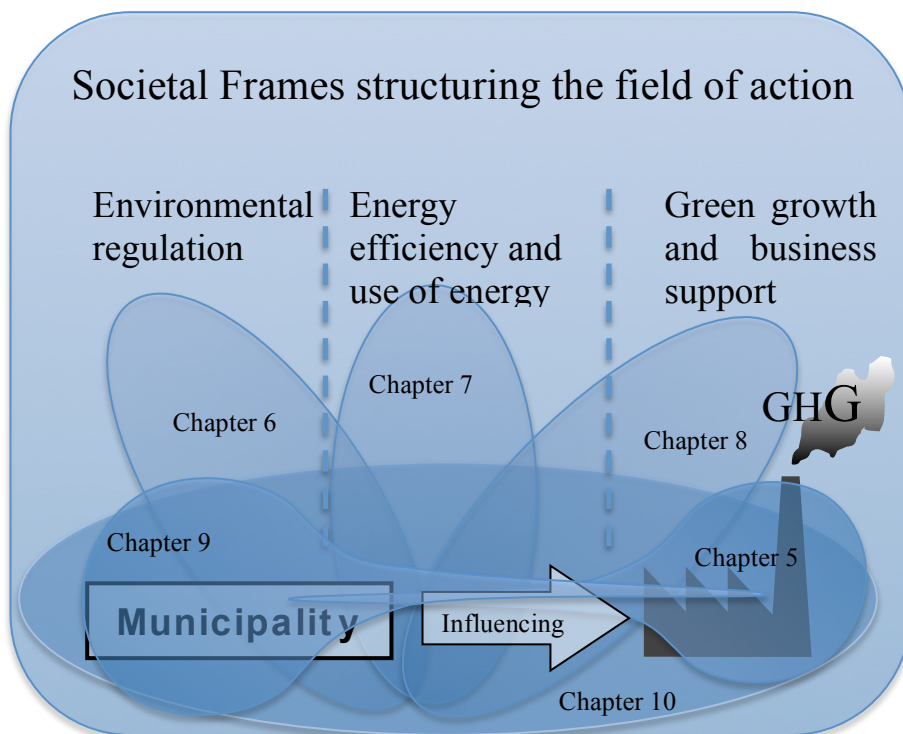 Societal Frames structuring the field of action
Environmental
regulation
Energy
efficiency and
use of energy
Green growth
and business
support
Chapter 6
Chapter 7
Chapter 8
GHG
Chapter 9
Chapter 5
Municipality
Influencing
Chapter 10